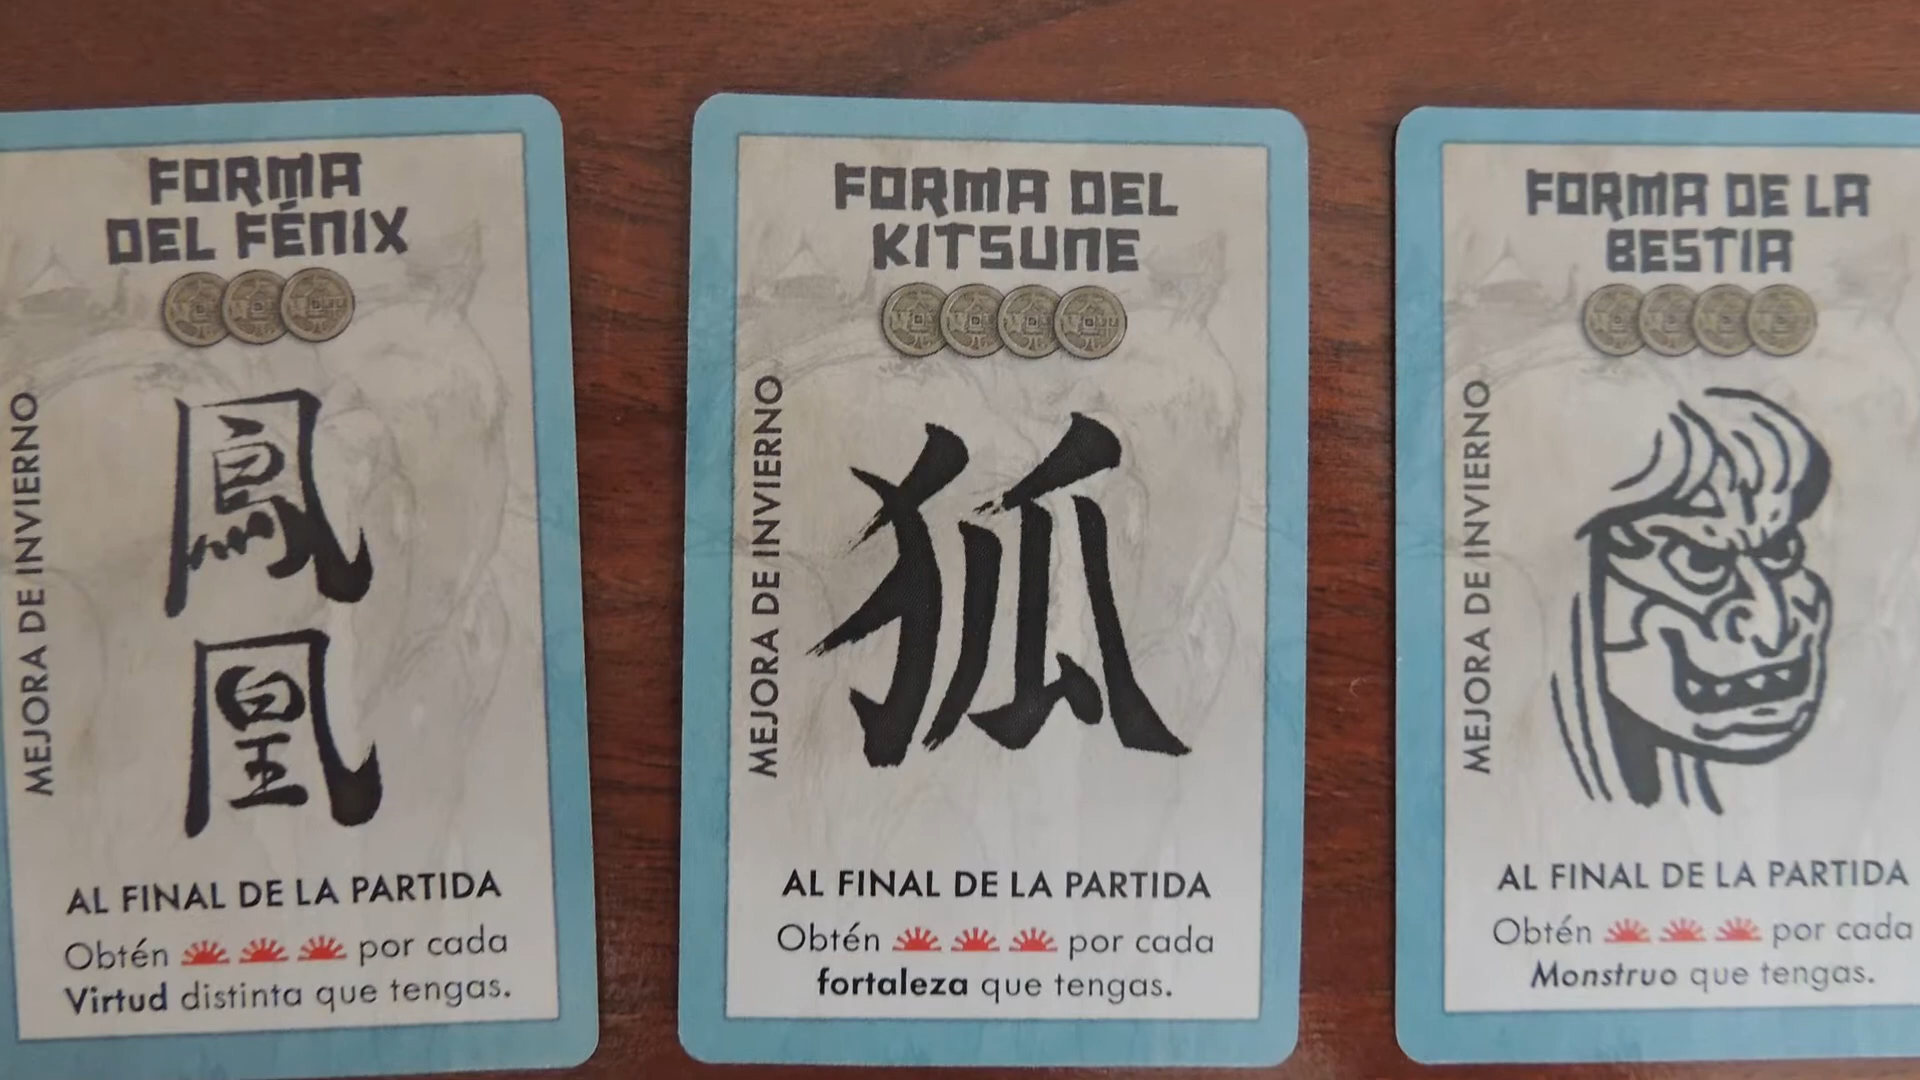 FORMA
DEL FÉNIX
MEJORA DE INVIERNO
鳳
凰
AL FINAL DE LA PARTIDA
Obtén por cada
Virtud distinta que tengas.
FORMA DEL
KITSUNE
MEJORA DE INVIERNO
狐
AL FINAL DE LA PARTIDA
Obtén por cada
fortaleza que tengas.
FORMA DE LA
BESTIA
MEJORA DE INVIERNO
AL FINAL DE LA PARTIDA
Obtén por cada
Monstruo que tengas.